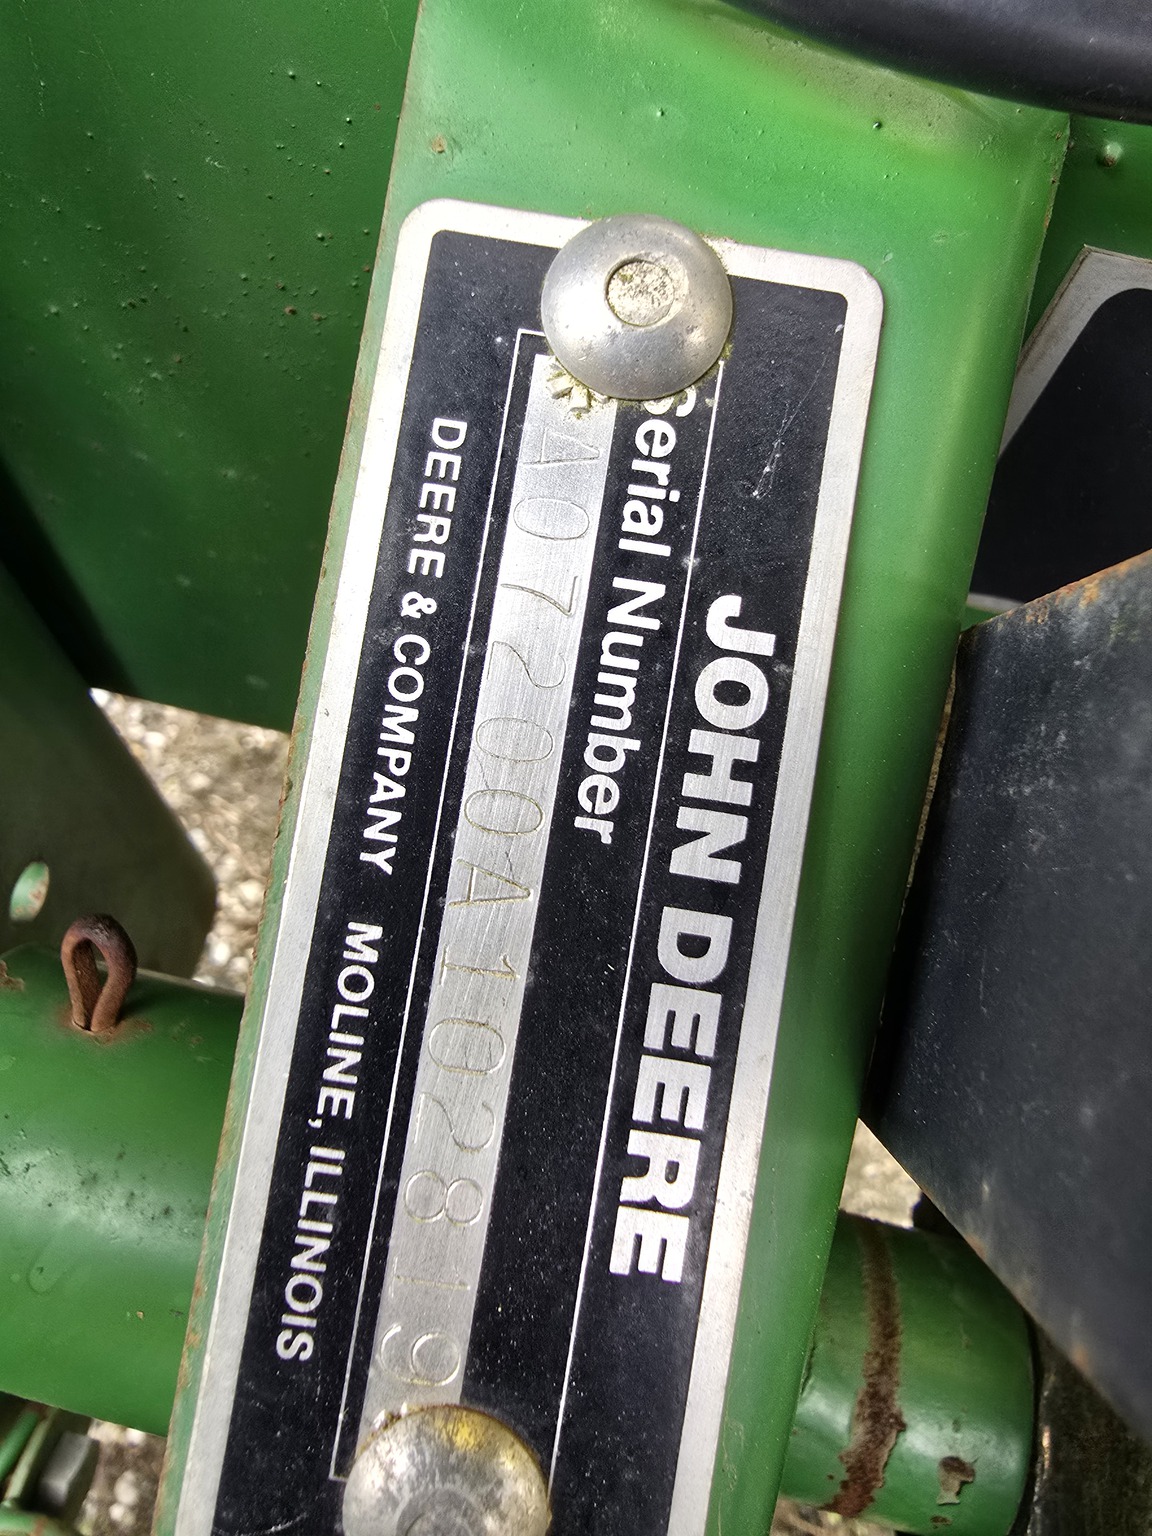 JOHN DEERE
Serial Number
*A07200A102819
DEERE & COMPANY MOLINE, ILLINOIS